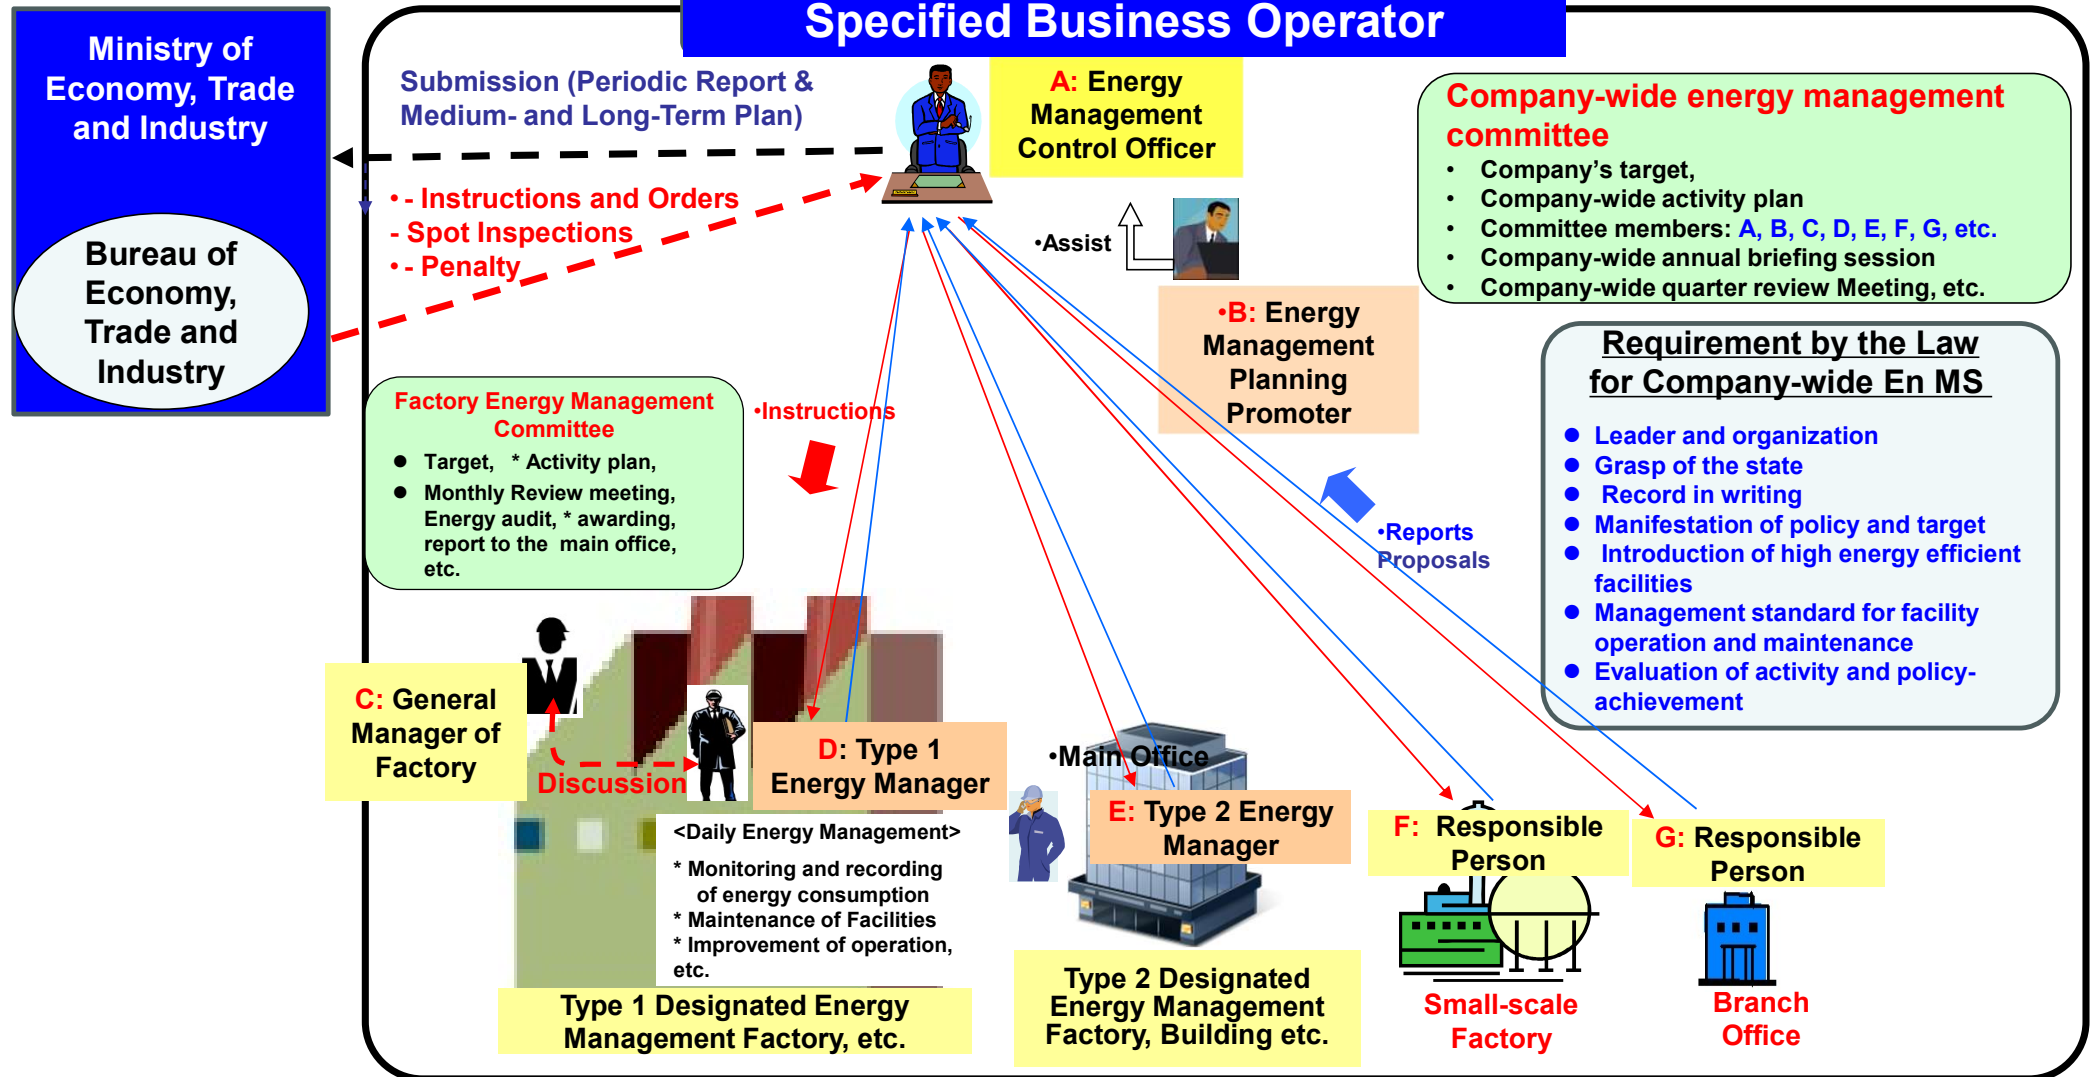 Specified Business Operator
Ministry of
Economy, Trade
and Industry
Bureau of
Economy,
Trade and
Industry
Submission (Periodic Report &
Medium- and Long-Term Plan)
• - Instructions and Orders
- Spot Inspections
• - Penalty
A: Energy
Management
Control Officer
•Assist
•B: Energy
Management
Planning
Promoter
Company-wide energy management
committee
• Company’s target,
• Company-wide activity plan
• Committee members: A, B, C, D, E, F, G, etc.
• Company-wide annual briefing session
• Company-wide quarter review Meeting, etc.
Requirement by the Law
for Company-wide En MS
● Leader and organization
● Grasp of the state
● Record in writing
● Manifestation of policy and target
● Introduction of high energy efficient
facilities
● Management standard for facility
operation and maintenance
● Evaluation of activity and policy-
achievement
Factory Energy Management
Committee
● Target, * Activity plan,
● Monthly Review meeting,
Energy audit, * awarding,
report to the main office,
etc.
•Instructions
•Reports
Proposals
C: General
Manager of
Factory
Discussion
D: Type 1
Energy Manager
<Daily Energy Management>
* Monitoring and recording
of energy consumption
* Maintenance of Facilities
* Improvement of operation,
etc.
Type 1 Designated Energy
Management Factory, etc.
•Main Office
E: Type 2 Energy
Manager
Type 2 Designated
Energy Management
Factory, Building etc.
F: Responsible
Person
Small-scale
Factory
G: Responsible
Person
Branch
Office